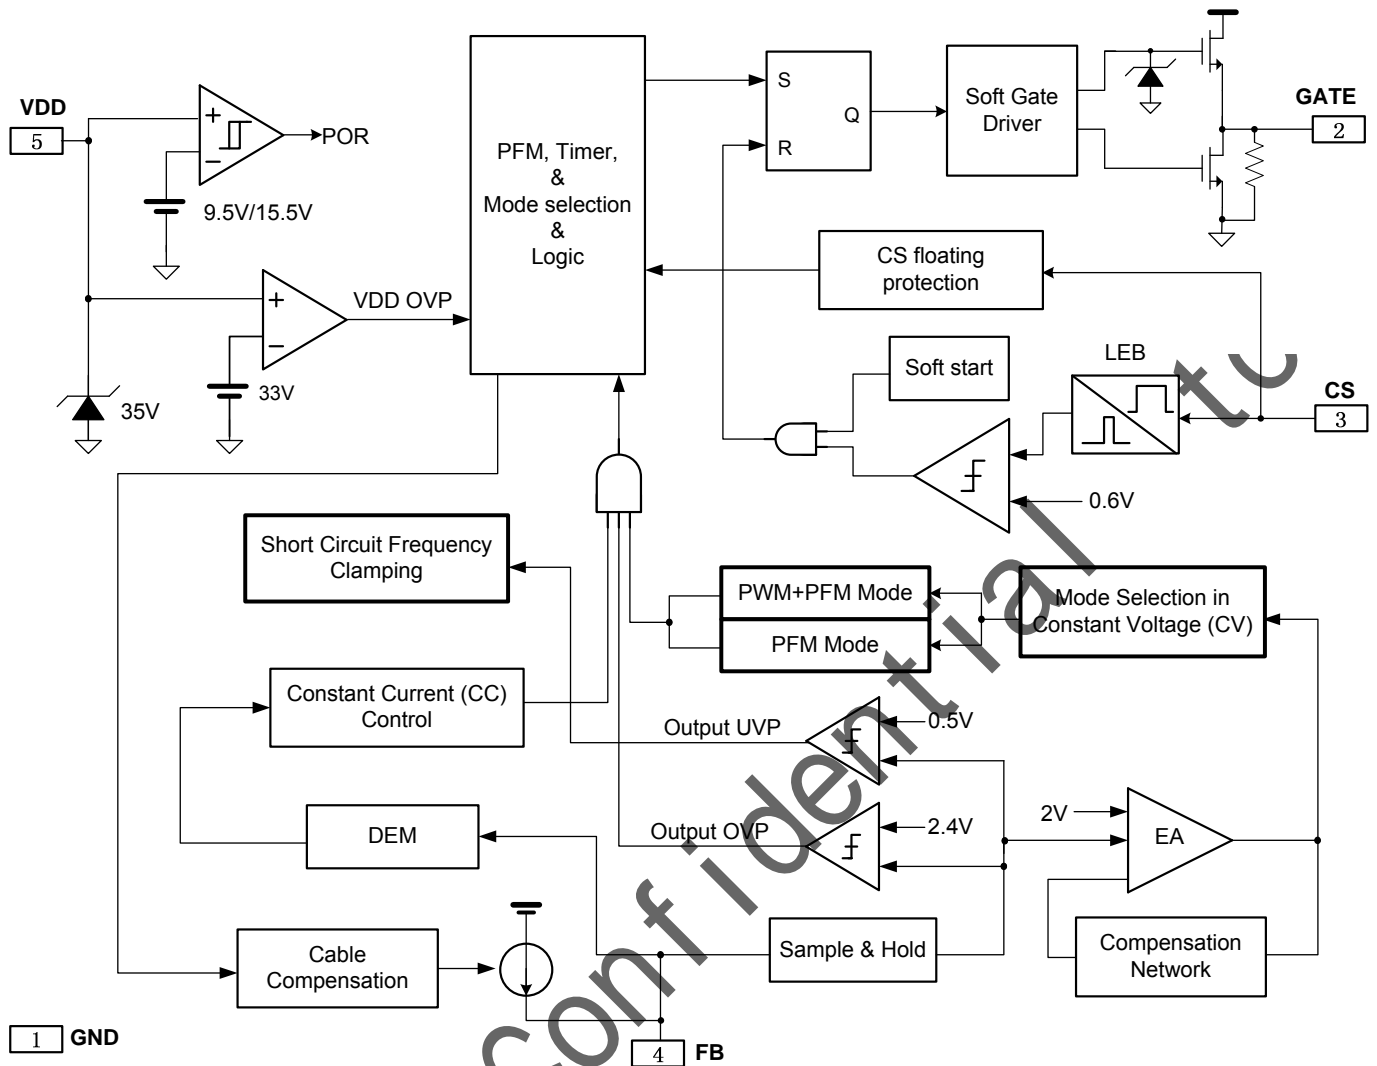 VDD
5
+
−
POR
9.5V/15.5V
+
−
VDD OVP
33V
35V
PFM, Timer,
&
Mode selection
&
Logic
S
R
Q
Soft Gate
Driver
GATE
2
CS floating
protection
Soft start
LEB
CS
3
0.6V
Short Circuit Frequency
Clamping
PWM+PFM Mode
PFM Mode
Mode Selection in
Constant Voltage (CV)
Constant Current (CC)
Control
Output UVP
0.5V
DEM
Output OVP
2.4V
2V
EA
Cable
Compensation
Sample & Hold
Compensation
Network
1
GND
4
FB
Confidential to